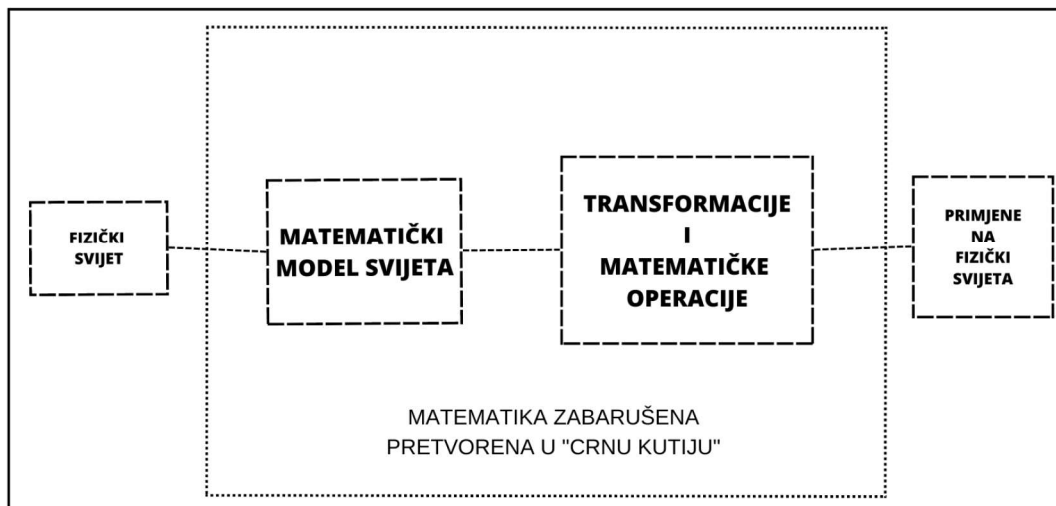 FIZIČKI
SVIJET
MATEMATIČKI
MODEL SVIJETA
TRANSFORMACIJE
I
MATEMATIČKE
OPERACIJE
PRIMJENE
NA
FIZIČKI
SVIJETA
MATEMATIKA ZABARUŠENA
PRETVORENA U "CRNU KUTIJU"